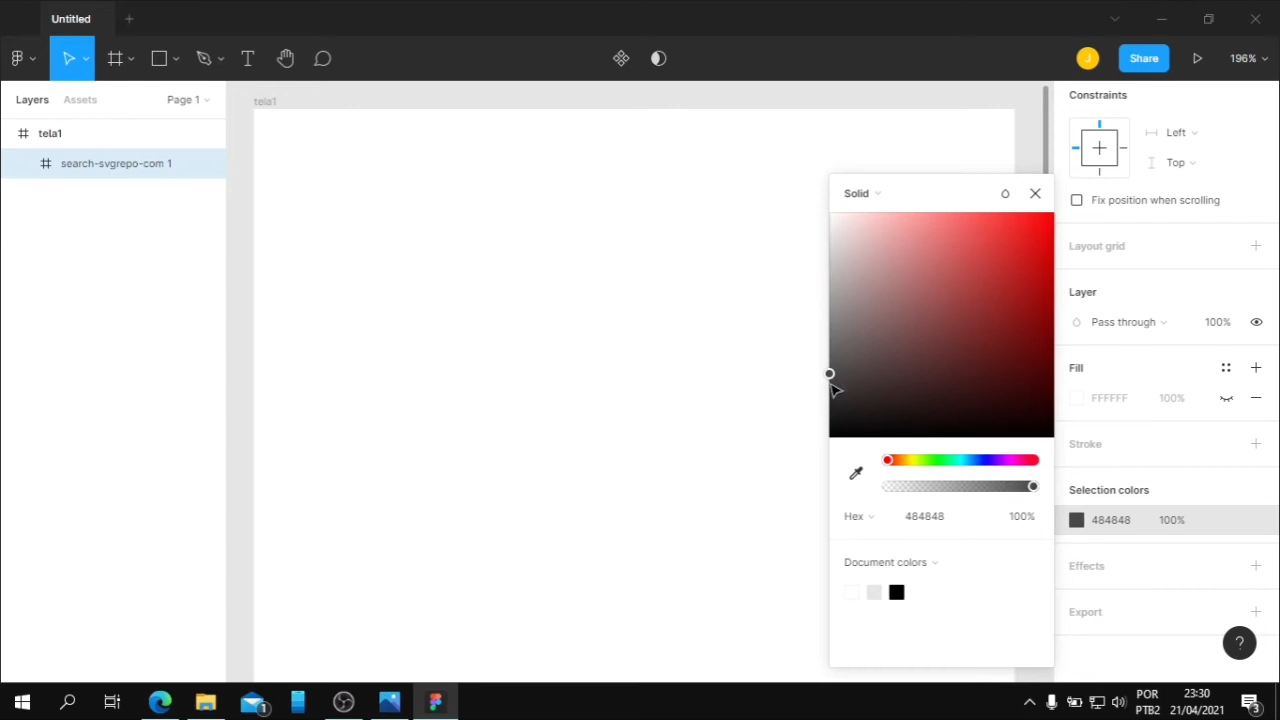 Untitled
Share
196%
Layers
Assets
Page 1
tela1
search-svgrepo-com 1
tela1
Solid
Hex
484848
100%
Document colors
Constraints
Left
Top
Fix position when scrolling
Layout grid
Layer
Pass through
100%
Fill
FFFFFF
100%
Stroke
Selection colors
484848
100%
Effects
Export
?
J
1
POR
PTB2
23:30
21/04/2021
3